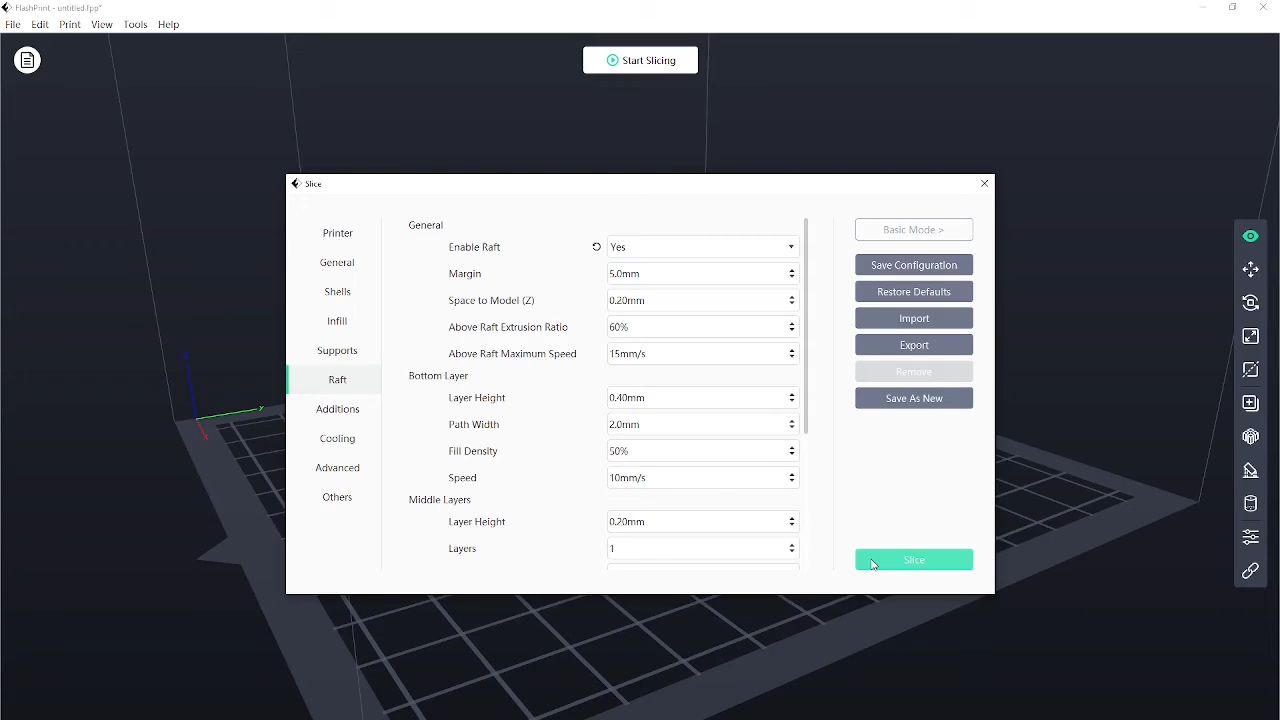 FlashPrint - untitled.fpp*
File Edit Print View Tools Help
Start Slicing
Slice
Printer
General
Shells
Infill
Supports
Raft
Additions
Cooling
Advanced
Others
General
Enable Raft Yes
Margin 5.0mm
Space to Model (Z) 0.20mm
Above Raft Extrusion Ratio 60%
Above Raft Maximum Speed 15mm/s
Bottom Layer
Layer Height 0.40mm
Path Width 2.0mm
Fill Density 50%
Speed 10mm/s
Middle Layers
Layer Height 0.20mm
Layers 1
Basic Mode >
Save Configuration
Restore Defaults
Import
Export
Remove
Save As New
Slice
z
y
x